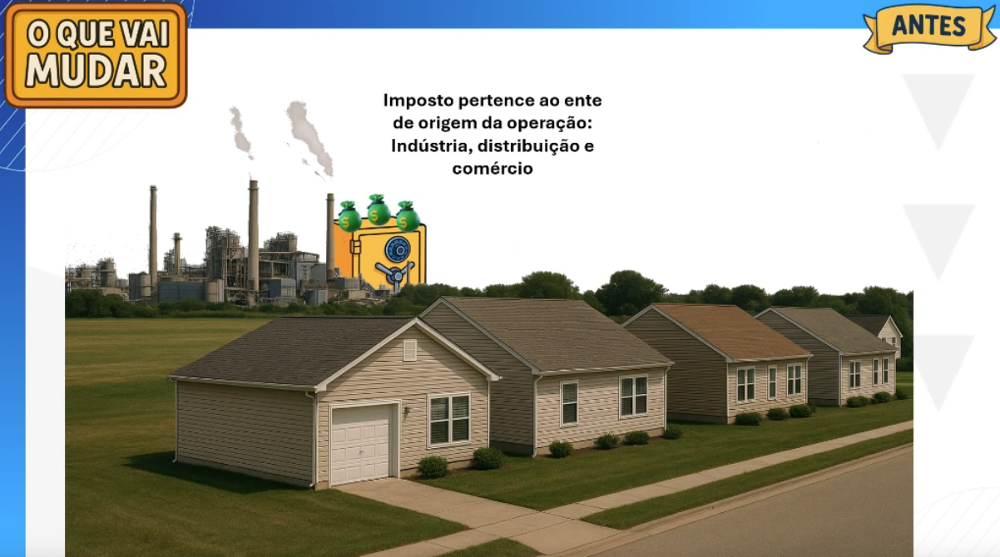 O QUE VAI
MUDAR
ANTES
Imposto pertence ao ente
de origem da operação:
Indústria, distribuição e
comércio
$ $ $